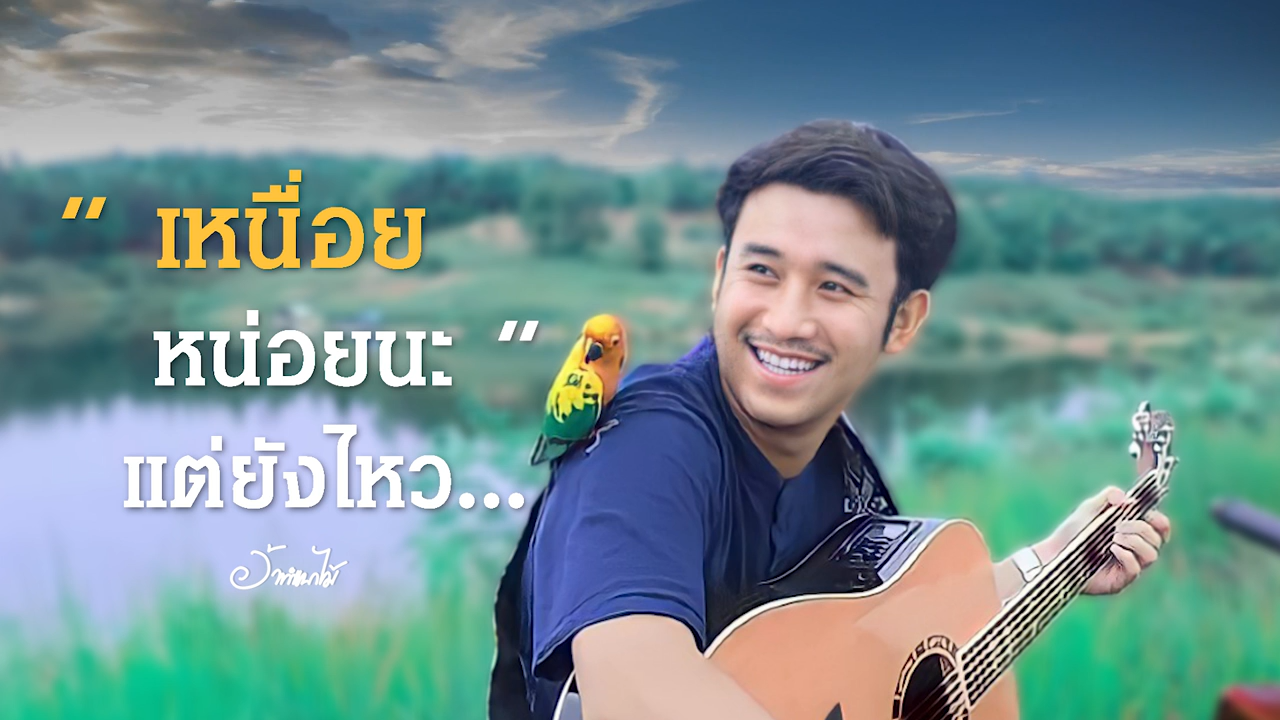 " เหนื่อย
หน่อยนะ "
แต่ยังไหว...